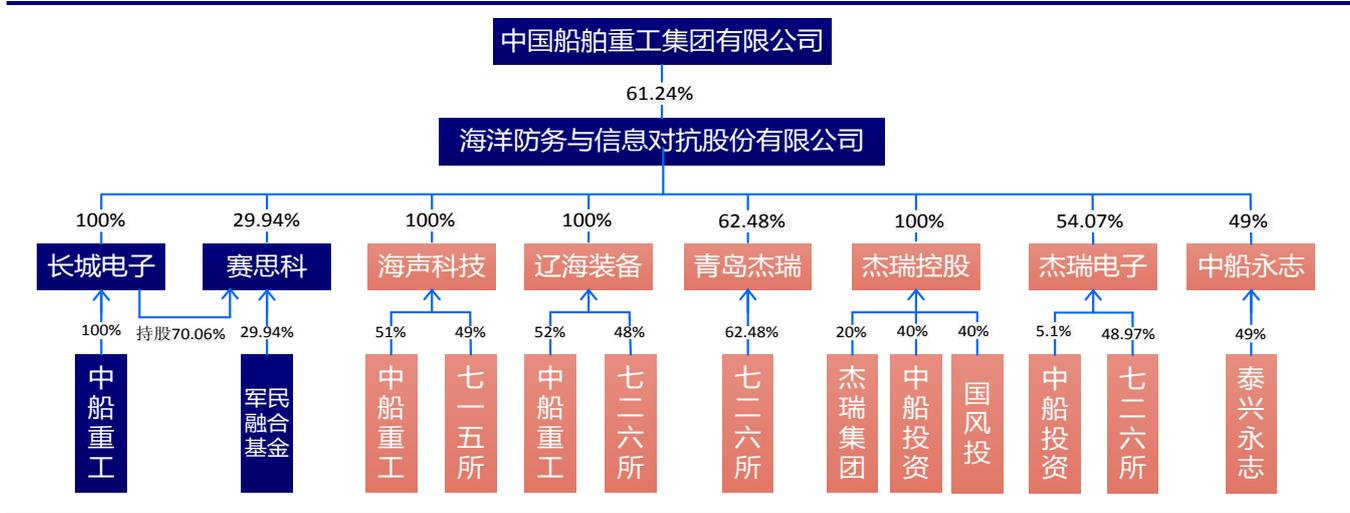 中国船舶重工集团有限公司
61.24%
海洋防务与信息对抗股份有限公司
100%
29.94%
100%
100%
62.48%
100%
54.07%
49%
长城电子
赛思科
海声科技
辽海装备
青岛杰瑞
杰瑞控股
杰瑞电子
中船永志
100%
持股70.06%
29.94%
51%
49%
52%
48%
62.48%
20%
40%
40%
5.1%
48.97%
49%
中船重工
军民
融合
基金
中船重工
七一五所
中船重工
七二六所
七二六所
杰瑞集团
中船投资
国风投
中船投资
七二六所
泰兴永志